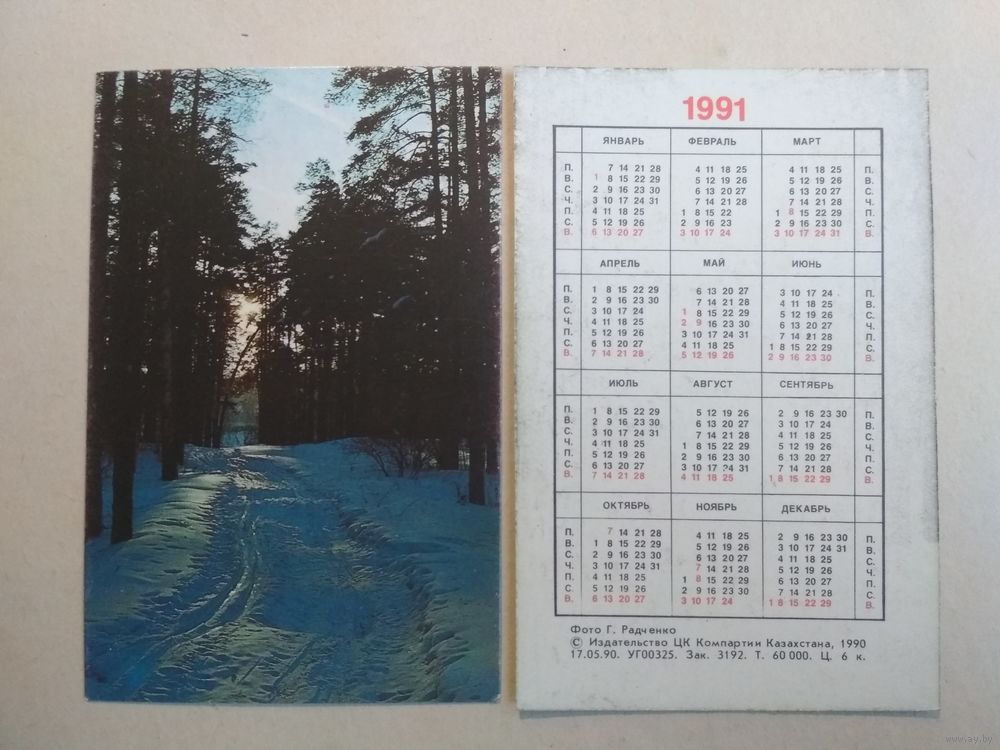 1991
ЯНВАРЬ ФЕВРАЛЬ МАРТ
П. 7 14 21 28 4 11 18 25 4 11 18 25 П.
В. 1 8 15 22 29 5 12 19 26 5 12 19 26 В.
С. 2 9 16 23 30 6 13 20 27 6 13 20 27 С.
Ч. 3 10 17 24 31 7 14 21 28 7 14 21 28 Ч.
П. 4 11 18 25 1 8 15 22 1 8 15 22 29 П.
С. 5 12 19 26 2 9 16 23 2 9 16 23 30 С.
В. 6 13 20 27 3 10 17 24 3 10 17 24 31 В.
АПРЕЛЬ МАЙ ИЮНЬ
П. 1 8 15 22 29 6 13 20 27 3 10 17 24 П.
В. 2 9 16 23 30 7 14 21 28 4 11 18 25 В.
С. 3 10 17 24 1 8 15 22 29 5 12 19 26 С.
Ч. 4 11 18 25 2 9 16 23 30 6 13 20 27 Ч.
П. 5 12 19 26 3 10 17 24 31 7 14 21 28 П.
С. 6 13 20 27 4 11 18 25 1 8 15 22 29 С.
В. 7 14 21 28 5 12 19 26 2 9 16 23 30 В.
ИЮЛЬ АВГУСТ СЕНТЯБРЬ
П. 1 8 15 22 29 5 12 19 26 2 9 16 23 30 П.
В. 2 9 16 23 30 6 13 20 27 3 10 17 24 В.
С. 3 10 17 24 31 7 14 21 28 4 11 18 25 С.
Ч. 4 11 18 25 1 8 15 22 29 5 12 19 26 Ч.
П. 5 12 19 26 2 9 16 23 30 6 13 20 27 П.
С. 6 13 20 27 3 10 17 24 31 7 14 21 28 С.
В. 7 14 21 28 4 11 18 25 1 8 15 22 29 В.
ОКТЯБРЬ НОЯБРЬ ДЕКАБРЬ
П. 7 14 21 28 4 11 18 25 2 9 16 23 30 П.
В. 1 8 15 22 29 5 12 19 26 3 10 17 24 31 В.
С. 2 9 16 23 30 6 13 20 27 4 11 18 25 С.
Ч. 3 10 17 24 31 7 14 21 28 5 12 19 26 Ч.
П. 4 11 18 25 1 8 15 22 29 6 13 20 27 П.
С. 5 12 19 26 2 9 16 23 30 7 14 21 28 С.
В. 6 13 20 27 3 10 17 24 1 8 15 22 29 В.
Фото Г. Радченко
© Издательство ЦК Компартии Казахстана, 1990
17.05.90. УГ00325. Зак. 3192. Т. 60 000. Ц. 6 к.
www.ay.by